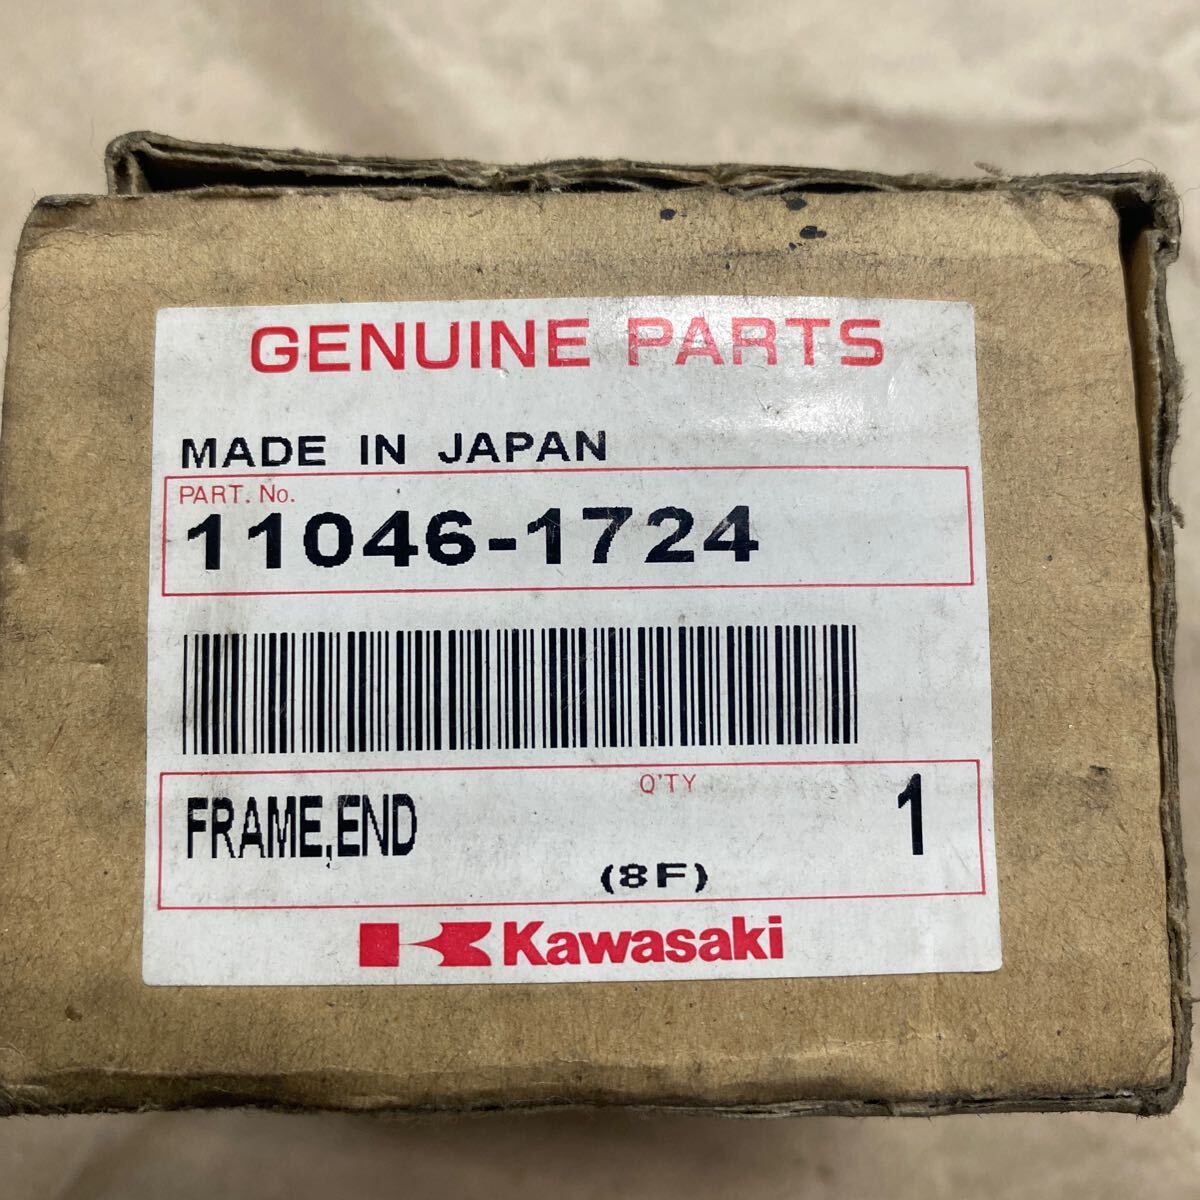 GENUINE PARTS
MADE IN JAPAN
PART. No.
11046-1724
FRAME,END
Q'TY
1
(8F)
Kawasaki